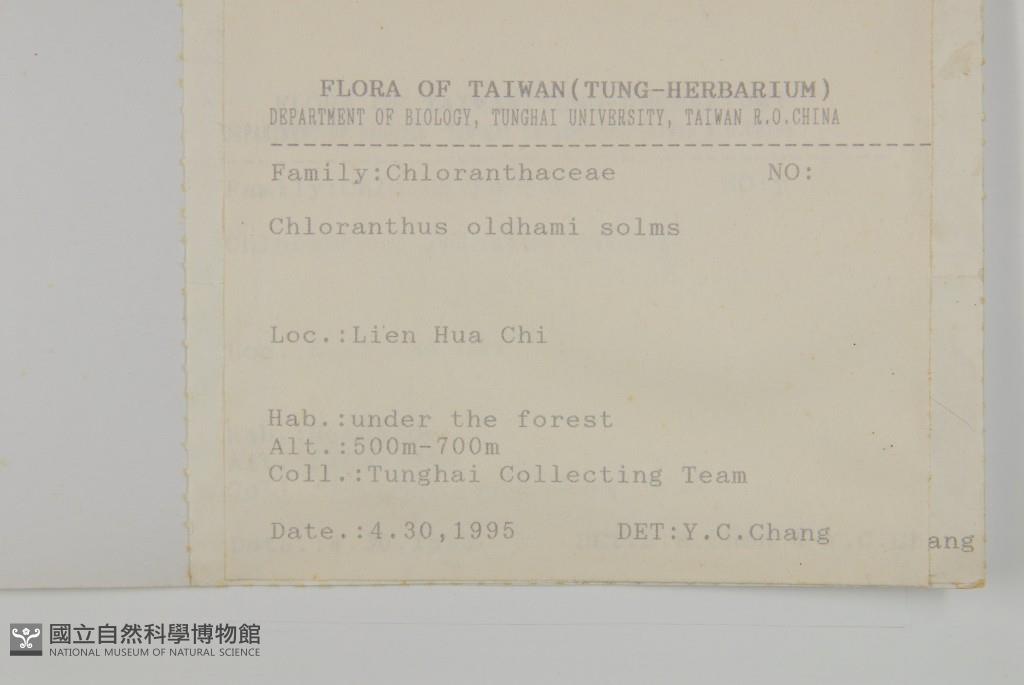 FLORA OF TAIWAN(TUNG-HERBARIUM)
DEPARTMENT OF BIOLOGY, TUNGHAI UNIVERSITY, TAIWAN R.O.CHINA
Family:Chloranthaceae NO:
Chloranthus oldhami solms
Loc.:Lien Hua Chi
Hab.:under the forest
Alt.:500m-700m
Coll.:Tunghai Collecting Team
Date.:4.30,1995 DET:Y.C.Chang
ang
國立自然科學博物館
NATIONAL MUSEUM OF NATURAL SCIENCE